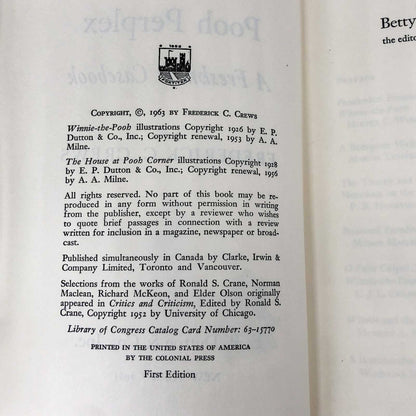 Pooh Perplex
A Freshman Casebook
1852
Copyright, ©, 1963 by Frederick C. Crews
Winnie-the-Pooh illustrations Copyright 1926 by E. P.
Dutton & Co., Inc.; Copyright renewal, 1953 by A. A.
Milne.
The House at Pooh Corner illustrations Copyright 1928
by E. P. Dutton & Co., Inc.; Copyright renewal, 1956
by A. A. Milne.
All rights reserved. No part of this book may be re-
produced in any form without permission in writing
from the publisher, except by a reviewer who wishes
to quote brief passages in connection with a review
written for inclusion in a magazine, newspaper or broad-
cast.
Published simultaneously in Canada by Clarke, Irwin &
Company Limited, Toronto and Vancouver.
Selections from the works of Ronald S. Crane, Norman
Maclean, Richard McKeon, and Elder Olson originally
appeared in Critics and Criticism, Edited by Ronald S.
Crane, Copyright 1952 by University of Chicago.
Library of Congress Catalog Card Number: 63-15770
PRINTED IN THE UNITED STATES OF AMERICA
BY THE COLONIAL PRESS
First Edition
Betty
the edito